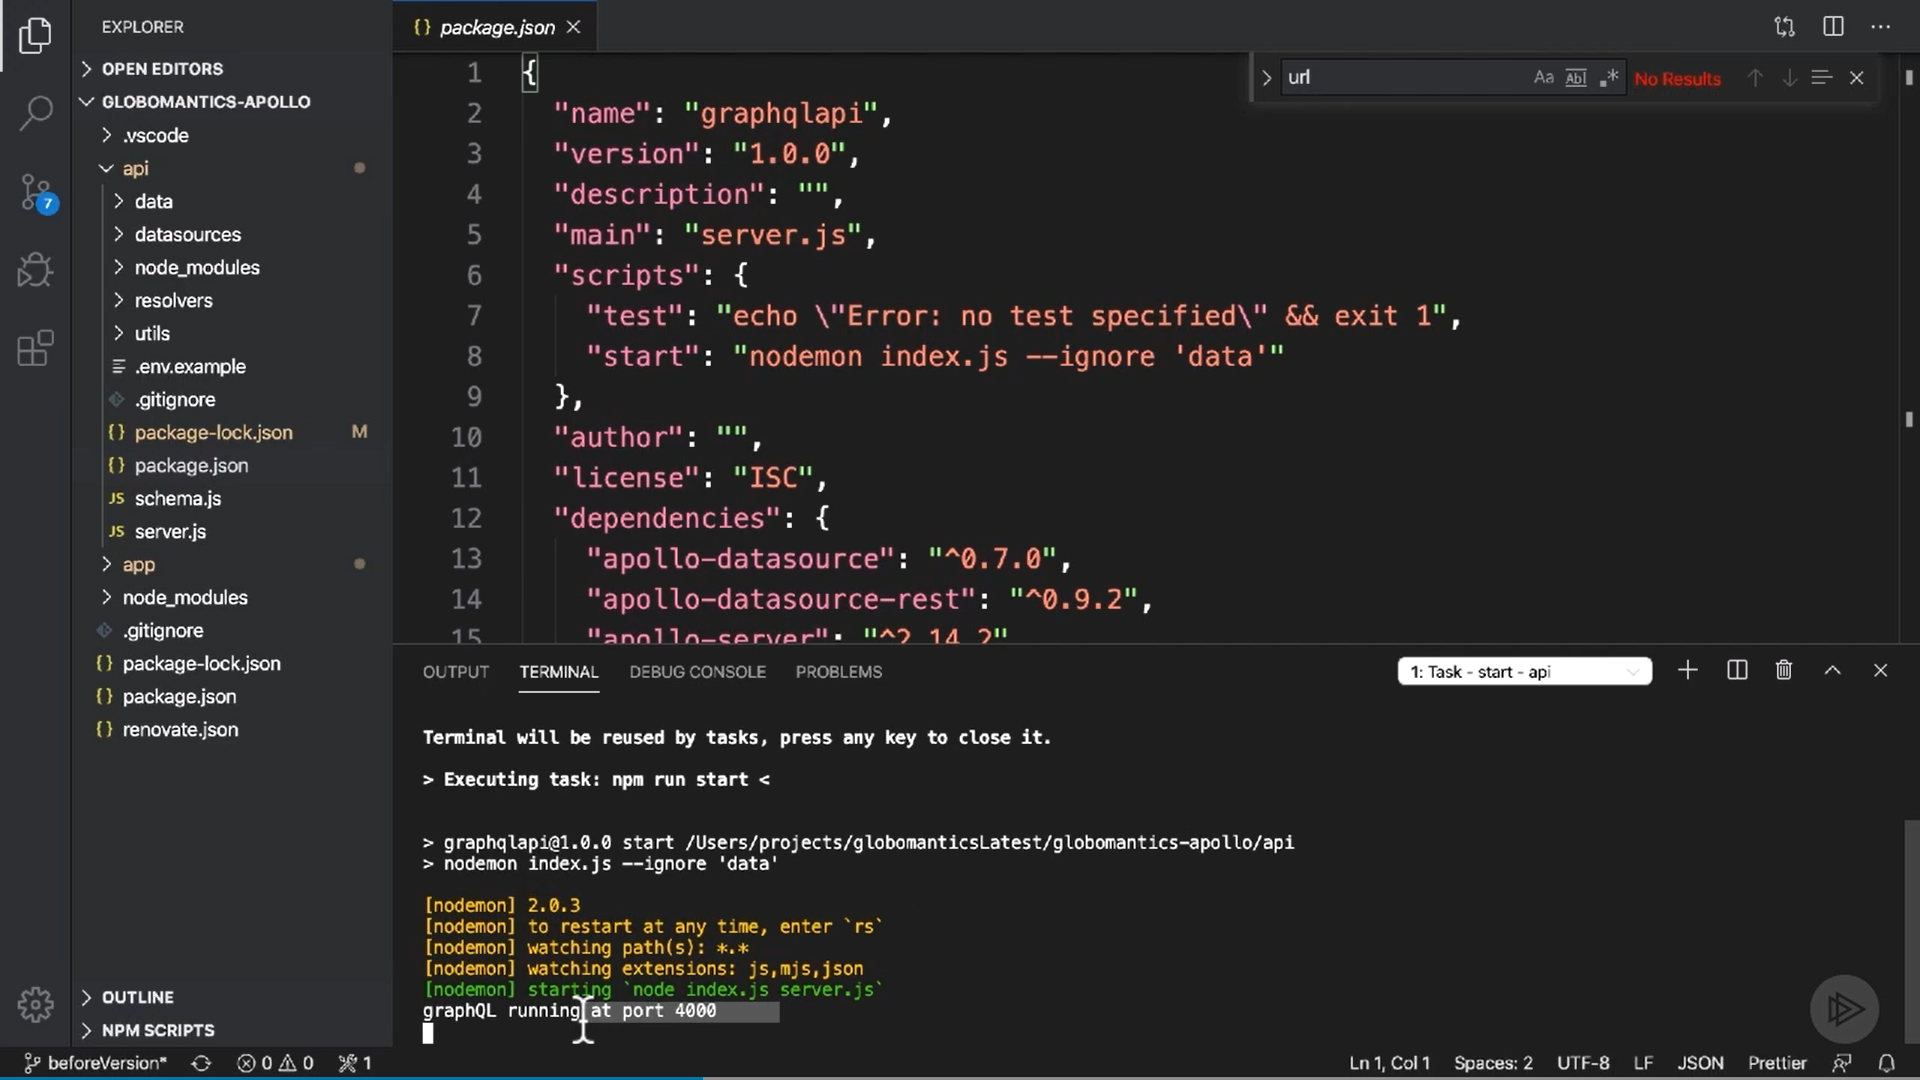 EXPLORER
OPEN EDITORS
GLOBOMANTICS-APOLLO
.vscode
api
data
datasources
node_modules
resolvers
utils
.env.example
.gitignore
package-lock.json M
package.json
schema.js
server.js
app
node_modules
.gitignore
package-lock.json
package.json
renovate.json
OUTLINE
NPM SCRIPTS
7
{} package.json
url Aa Abl .* No Results
1 {
2 "name": "graphqlapi",
3 "version": "1.0.0",
4 "description": "",
5 "main": "server.js",
6 "scripts": {
7 "test": "echo \"Error: no test specified\" && exit 1",
8 "start": "nodemon index.js --ignore 'data'"
9 },
10 "author": "",
11 "license": "ISC",
12 "dependencies": {
13 "apollo-datasource": "^0.7.0",
14 "apollo-datasource-rest": "^0.9.2",
15 "apollo-server": "^2.14.2"
OUTPUT TERMINAL DEBUG CONSOLE PROBLEMS 1: Task - start - api
Terminal will be reused by tasks, press any key to close it.
> Executing task: npm run start <
> graphqlapi@1.0.0 start /Users/projects/globomanticsLatest/globomantics-apollo/api
> nodemon index.js --ignore 'data'
[nodemon] 2.0.3
[nodemon] to restart at any time, enter `rs`
[nodemon] watching path(s): *.*
[nodemon] watching extensions: js,mjs,json
[nodemon] starting `node index.js server.js`
graphQL running at port 4000
beforeVersion* 0 0 1 Ln 1, Col 1 Spaces: 2 UTF-8 LF JSON Prettier